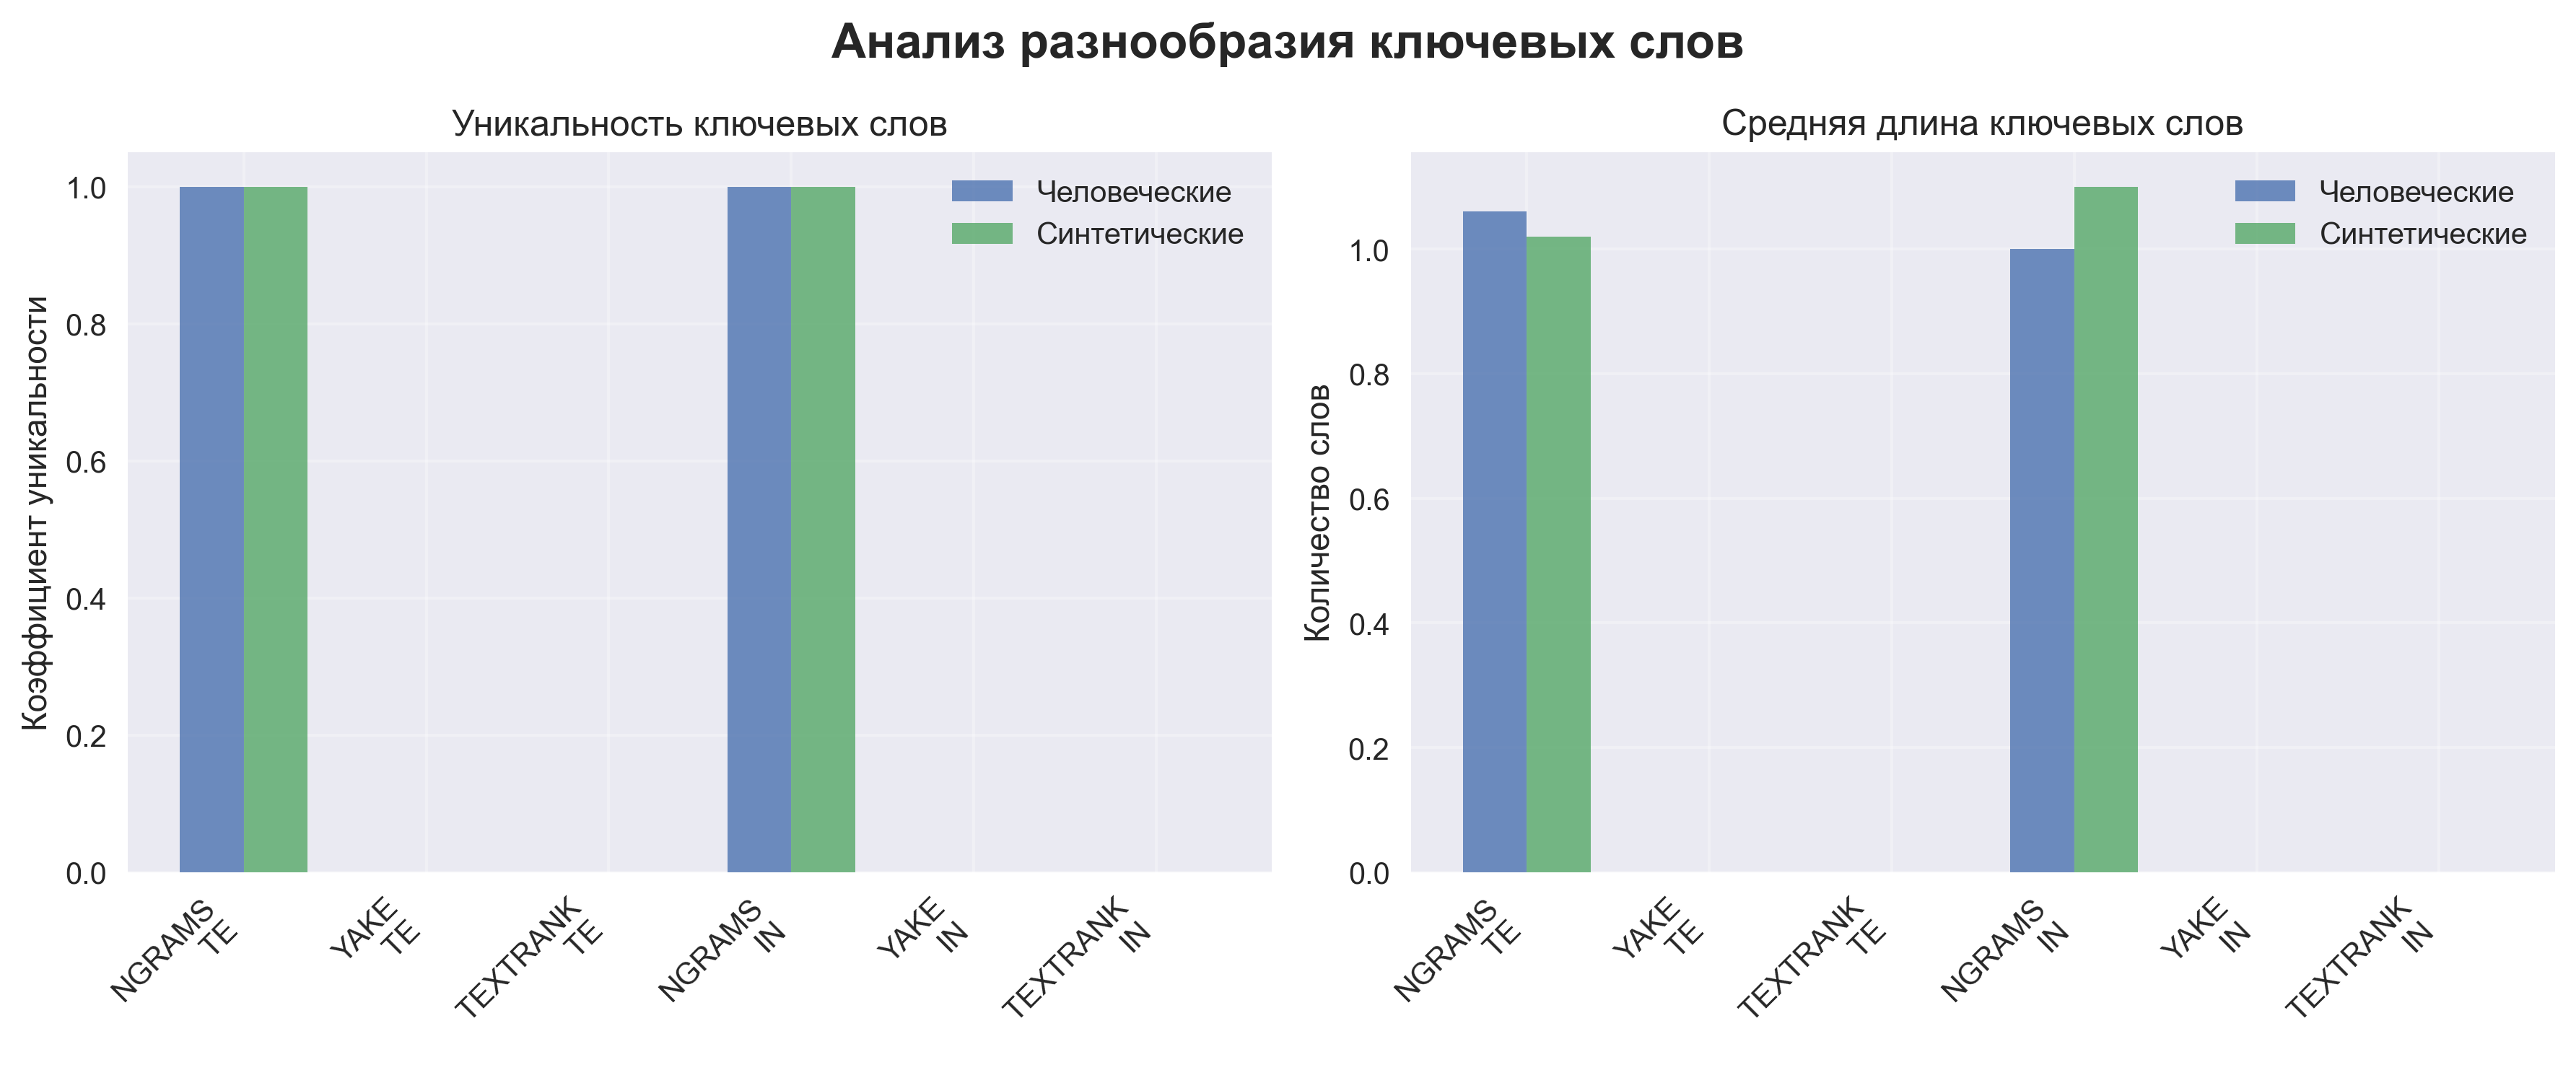 Анализ разнообразия ключевых слов
Уникальность ключевых слов
Коэффициент уникальности
1.0
0.8
0.6
0.4
0.2
0.0
Человеческие
Синтетические
NGRAMS
TE
YAKE
TE
TEXTRANK
TE
NGRAMS
IN
YAKE
IN
TEXTRANK
IN
Средняя длина ключевых слов
Количество слов
1.0
0.8
0.6
0.4
0.2
0.0
Человеческие
Синтетические
NGRAMS
TE
YAKE
TE
TEXTRANK
TE
NGRAMS
IN
YAKE
IN
TEXTRANK
IN